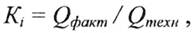 Kᵢ = Qфакт / Qтехн ,